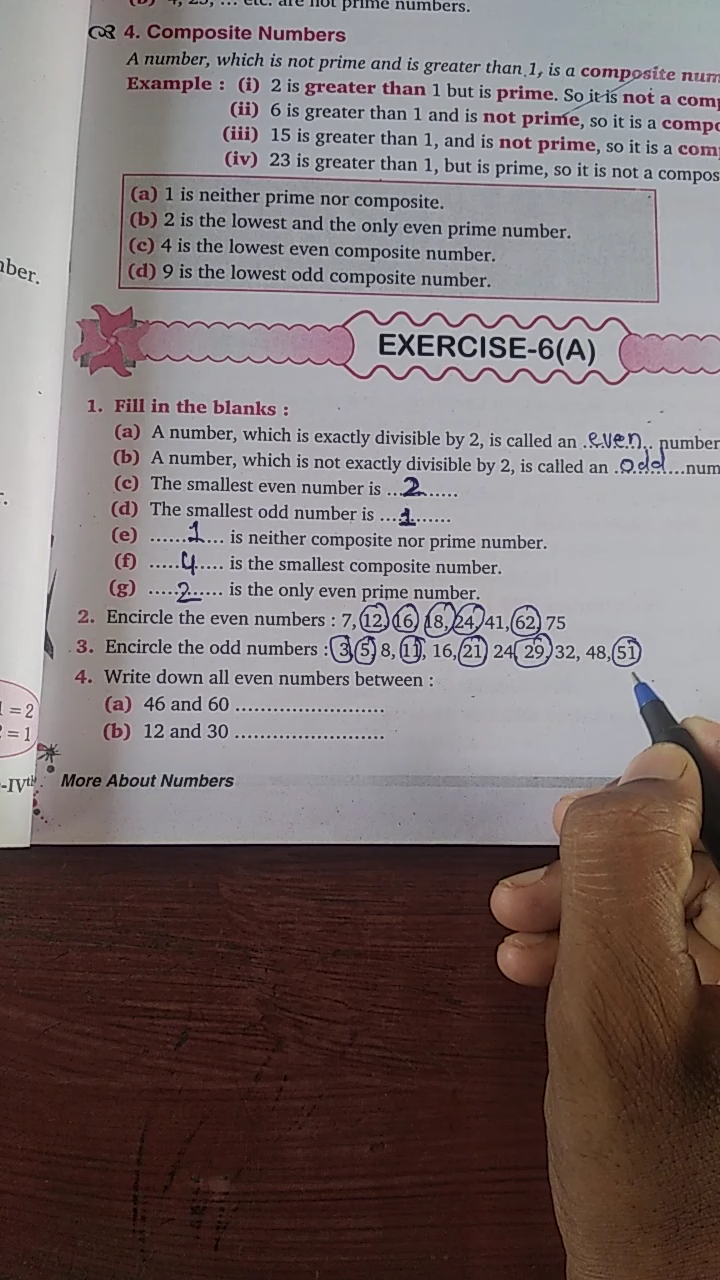 4, 25, ... etc. are not prime numbers.
4. Composite Numbers
A number, which is not prime and is greater than 1, is a composite num
Example : (i) 2 is greater than 1 but is prime. So it is not a com
(ii) 6 is greater than 1 and is not prime, so it is a compo
(iii) 15 is greater than 1, and is not prime, so it is a com
(iv) 23 is greater than 1, but is prime, so it is not a compos
(a) 1 is neither prime nor composite.
(b) 2 is the lowest and the only even prime number.
(c) 4 is the lowest even composite number.
(d) 9 is the lowest odd composite number.
ber.
EXERCISE-6(A)
1. Fill in the blanks :
(a) A number, which is exactly divisible by 2, is called an .even.. number
(b) A number, which is not exactly divisible by 2, is called an .odd...num
(c) The smallest even number is ...2......
(d) The smallest odd number is ....1.......
(e) ......1.... is neither composite nor prime number.
(f) .....4..... is the smallest composite number.
(g) .....2...... is the only even prime number.
2. Encircle the even numbers : 7, 12, 16, 18, 24, 41, 62, 75
3. Encircle the odd numbers : 3, 5, 8, 11, 16, 21, 24, 29, 32, 48, 51
4. Write down all even numbers between :
(a) 46 and 60 ..........................
(b) 12 and 30 ..........................
= 2
= 1
-IVth
More About Numbers